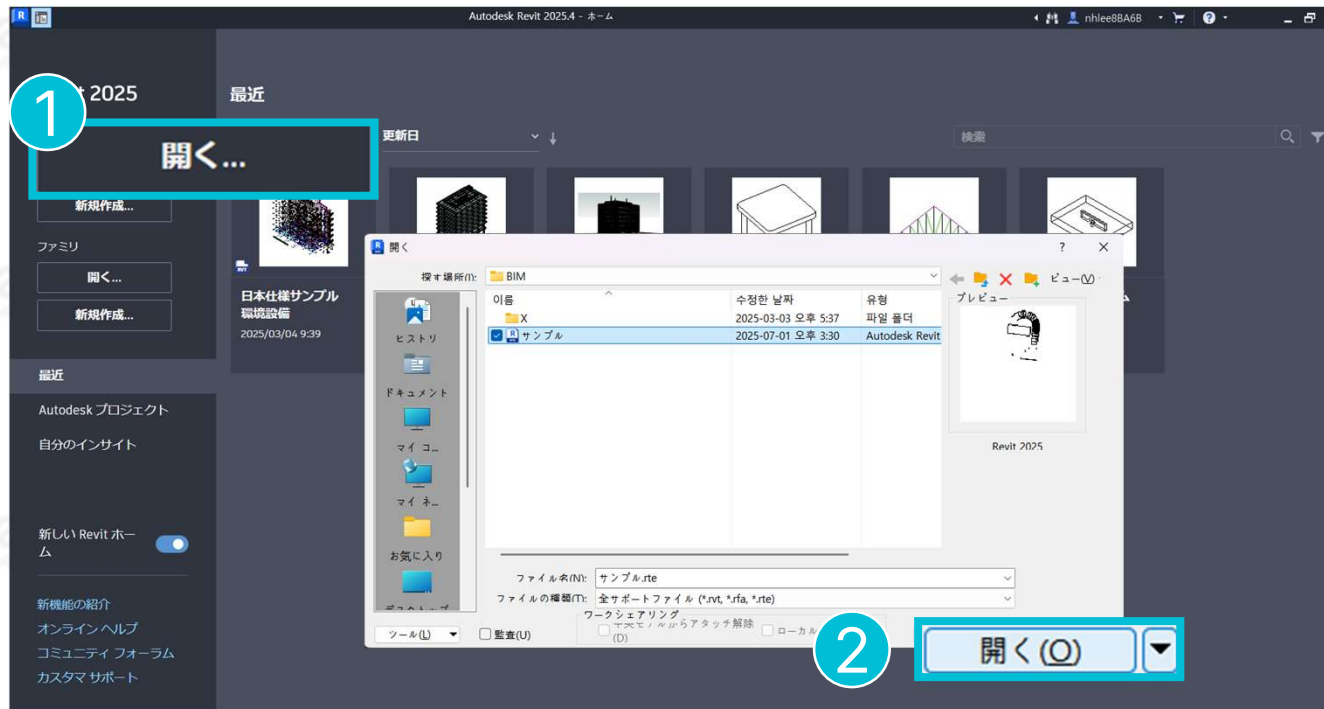 Autodesk Revit 2025.4 - ホーム
nhlee8BA6B
2025
1
開く...
新規作成...
ファミリ
開く...
新規作成...
最近
Autodesk プロジェクト
自分のインサイト
新しい Revit ホー
ム
新機能の紹介
オンライン ヘルプ
コミュニティ フォーラム
カスタマ サポート
最近
更新日
検索
日本仕様サンプル
環境設備
2025/03/04 9:39
開く
探す場所(I):
BIM
ビュー(V)
이름
수정한 날짜
유형
X
2025-03-03 오후 5:37
파일 폴더
サンプル
2025-07-01 오후 3:30
Autodesk Revit
プレビュー
Revit 2025
ヒストリ
ドキュメント
マイ コ...
マイ ネ...
お気に入り
ファイル名(N):
サンプル.rte
ファイルの種類(T):
全サポートファイル (*.rvt, *.rfa, *.rte)
ワークシェアリング
ツール(L)
監査(U)
(D)
2
開く(O)